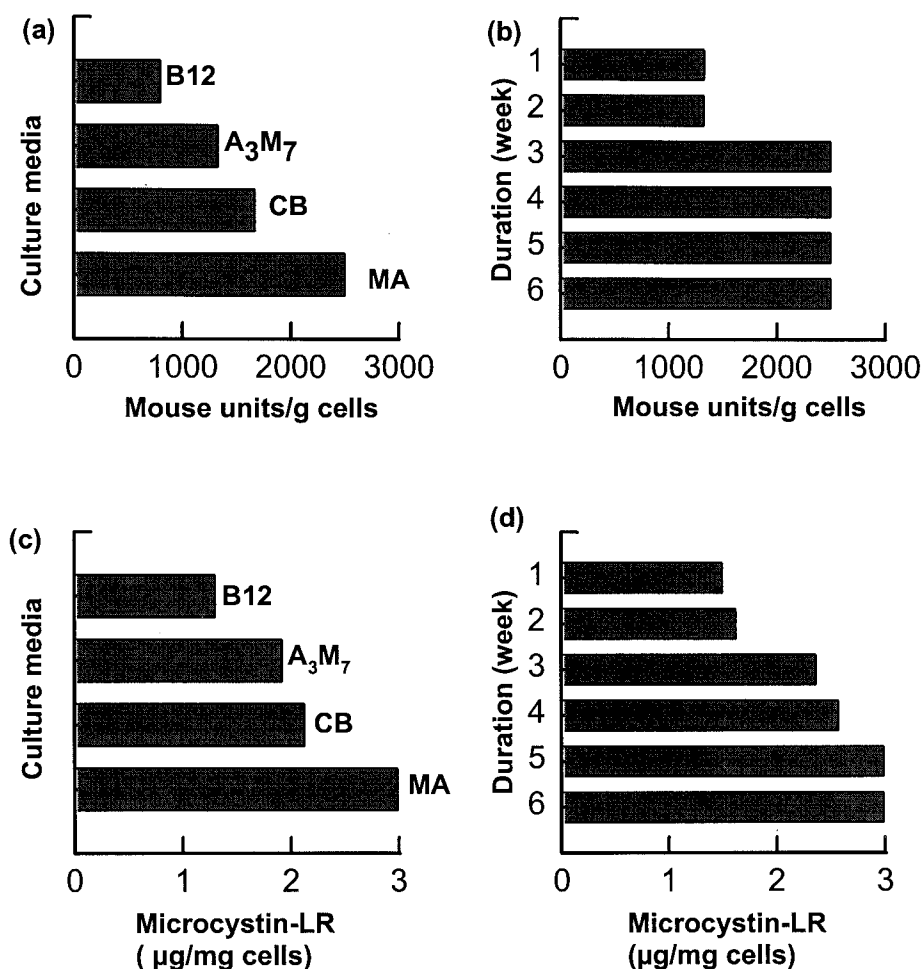 (a)
Culture media
B12
A₃M₇
CB
MA
0 1000 2000 3000
Mouse units/g cells
(b)
Duration (week)
1
2
3
4
5
6
0 1000 2000 3000
Mouse units/g cells
(c)
Culture media
B12
A₃M₇
CB
MA
0 1 2 3
Microcystin-LR
( µg/mg cells)
(d)
Duration (week)
1
2
3
4
5
6
0 1 2 3
Microcystin-LR
(µg/mg cells)